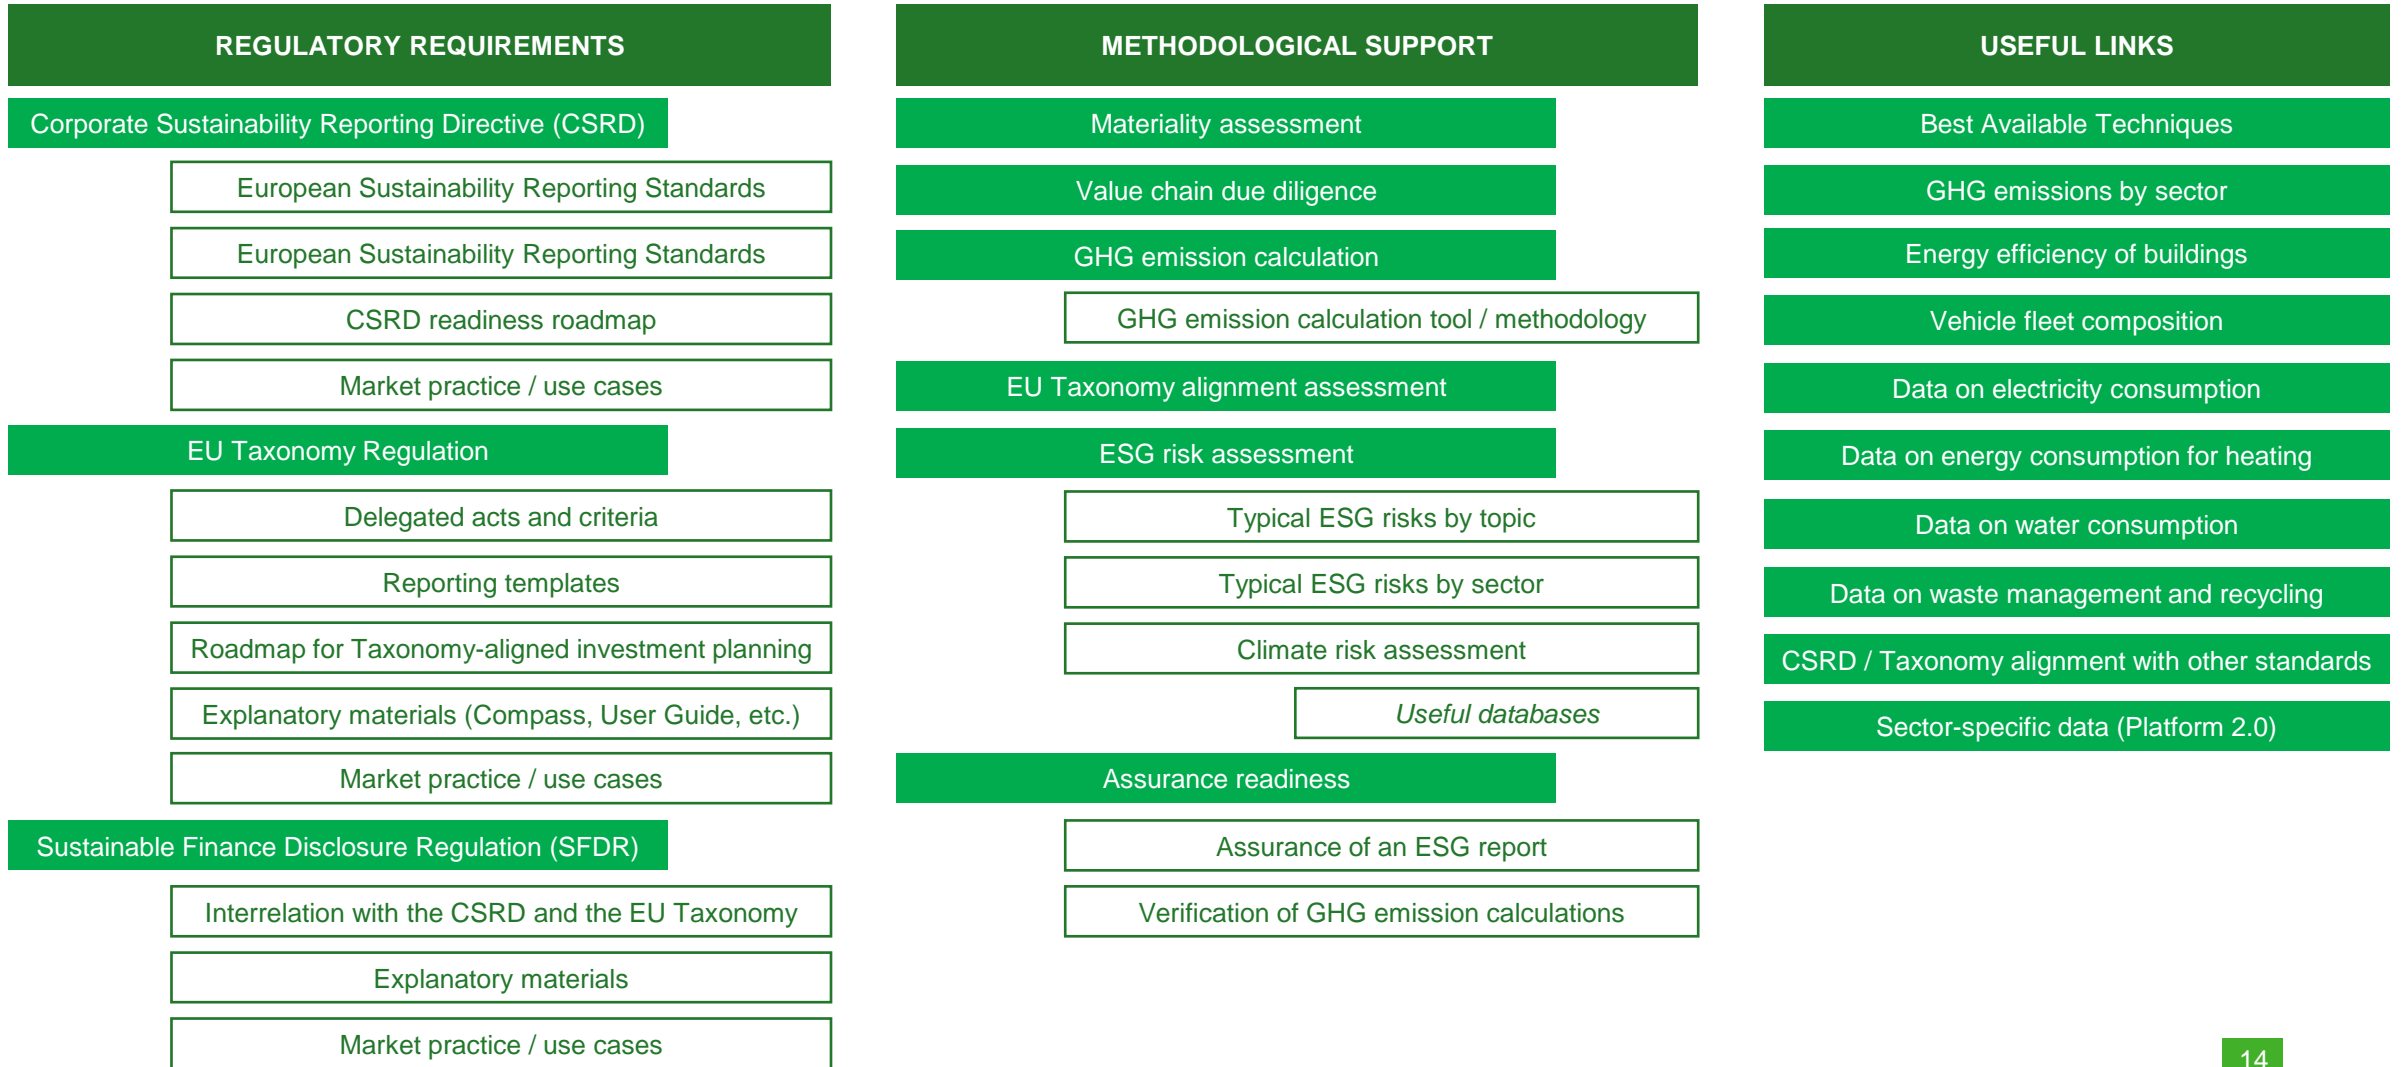 REGULATORY REQUIREMENTS
Corporate Sustainability Reporting Directive (CSRD)
European Sustainability Reporting Standards
European Sustainability Reporting Standards
CSRD readiness roadmap
Market practice / use cases
EU Taxonomy Regulation
Delegated acts and criteria
Reporting templates
Roadmap for Taxonomy-aligned investment planning
Explanatory materials (Compass, User Guide, etc.)
Market practice / use cases
Sustainable Finance Disclosure Regulation (SFDR)
Interrelation with the CSRD and the EU Taxonomy
Explanatory materials
Market practice / use cases
METHODOLOGICAL SUPPORT
Materiality assessment
Value chain due diligence
GHG emission calculation
GHG emission calculation tool / methodology
EU Taxonomy alignment assessment
ESG risk assessment
Typical ESG risks by topic
Typical ESG risks by sector
Climate risk assessment
Useful databases
Assurance readiness
Assurance of an ESG report
Verification of GHG emission calculations
USEFUL LINKS
Best Available Techniques
GHG emissions by sector
Energy efficiency of buildings
Vehicle fleet composition
Data on electricity consumption
Data on energy consumption for heating
Data on water consumption
Data on waste management and recycling
CSRD / Taxonomy alignment with other standards
Sector-specific data (Platform 2.0)
14